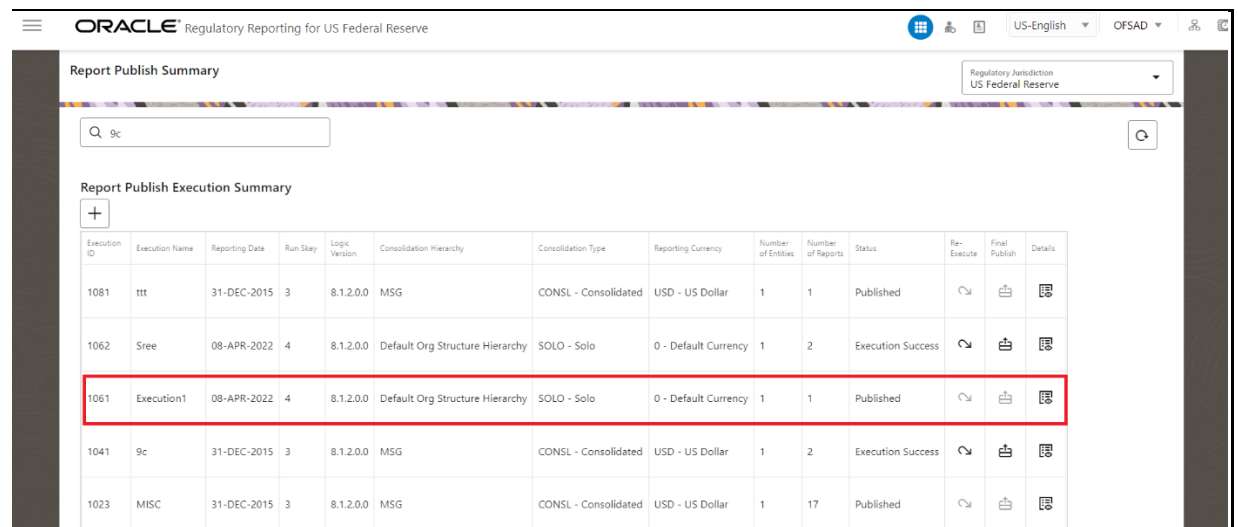 ORACLE® Regulatory Reporting for US Federal Reserve
US-English
OFSAD
Report Publish Summary
Regulatory Jurisdiction
US Federal Reserve
9c
Report Publish Execution Summary
+
Execution ID Execution Name Reporting Date Run Skey Logic Version Consolidation Hierarchy Consolidation Type Reporting Currency Number of Entities Number of Reports Status Re-Execute Final Publish Details
1081 ttt 31-DEC-2015 3 8.1.2.0.0 MSG CONSL - Consolidated USD - US Dollar 1 1 Published
1062 Sree 08-APR-2022 4 8.1.2.0.0 Default Org Structure Hierarchy SOLO - Solo 0 - Default Currency 1 2 Execution Success
1061 Execution1 08-APR-2022 4 8.1.2.0.0 Default Org Structure Hierarchy SOLO - Solo 0 - Default Currency 1 1 Published
1041 9c 31-DEC-2015 3 8.1.2.0.0 MSG CONSL - Consolidated USD - US Dollar 1 2 Execution Success
1023 MISC 31-DEC-2015 3 8.1.2.0.0 MSG CONSL - Consolidated USD - US Dollar 1 17 Published